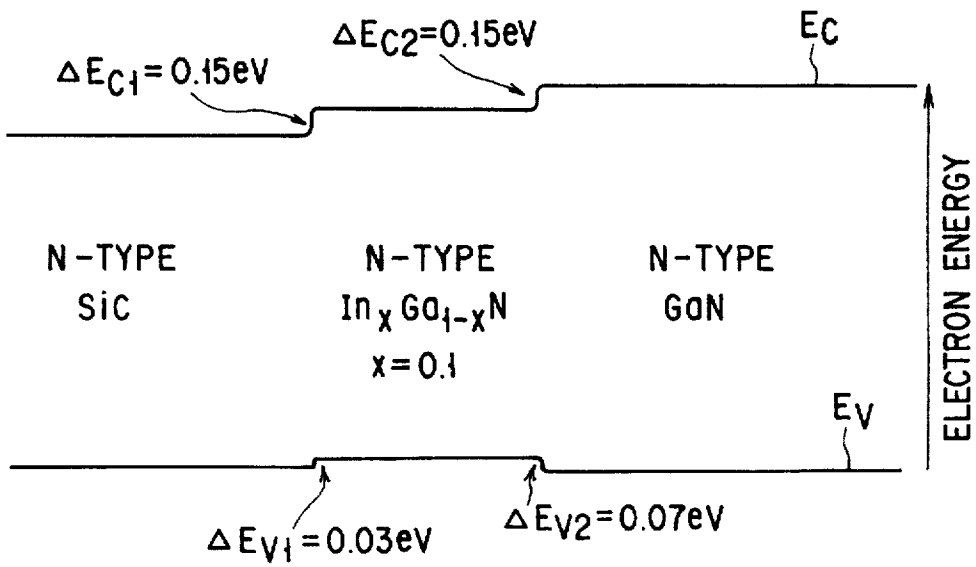 ΔEC1=0.15eV
ΔEC2=0.15eV
EC
N-TYPE
SiC
N-TYPE
InxGa1-xN
x=0.1
N-TYPE
GaN
ELECTRON ENERGY
EV
ΔEV1=0.03eV
ΔEV2=0.07eV